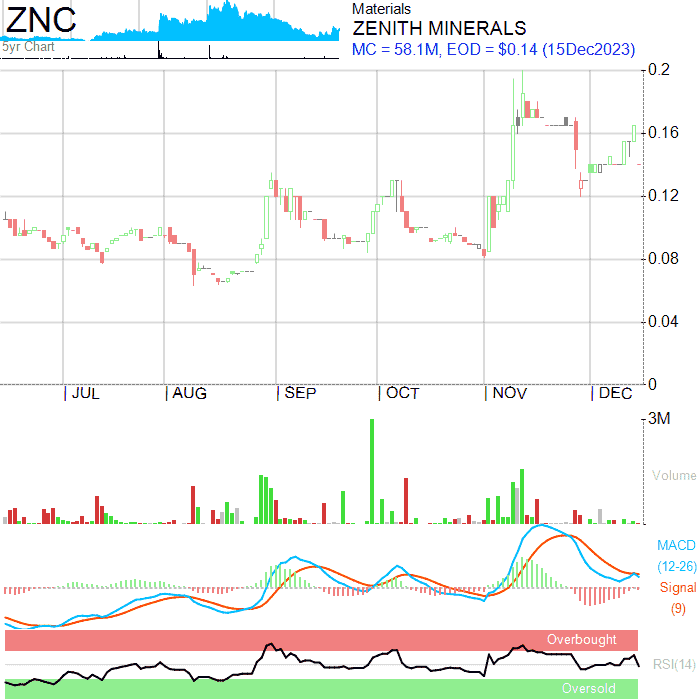 ZNC
5yr Chart
Materials
ZENITH MINERALS
MC = 58.1M, EOD = $0.14 (15Dec2023)
0.2
0.16
0.12
0.08
0.04
0
JUL AUG SEP OCT NOV DEC
3M
Volume
MACD
(12-26)
Signal
(9)
Overbought
RSI(14)
Oversold